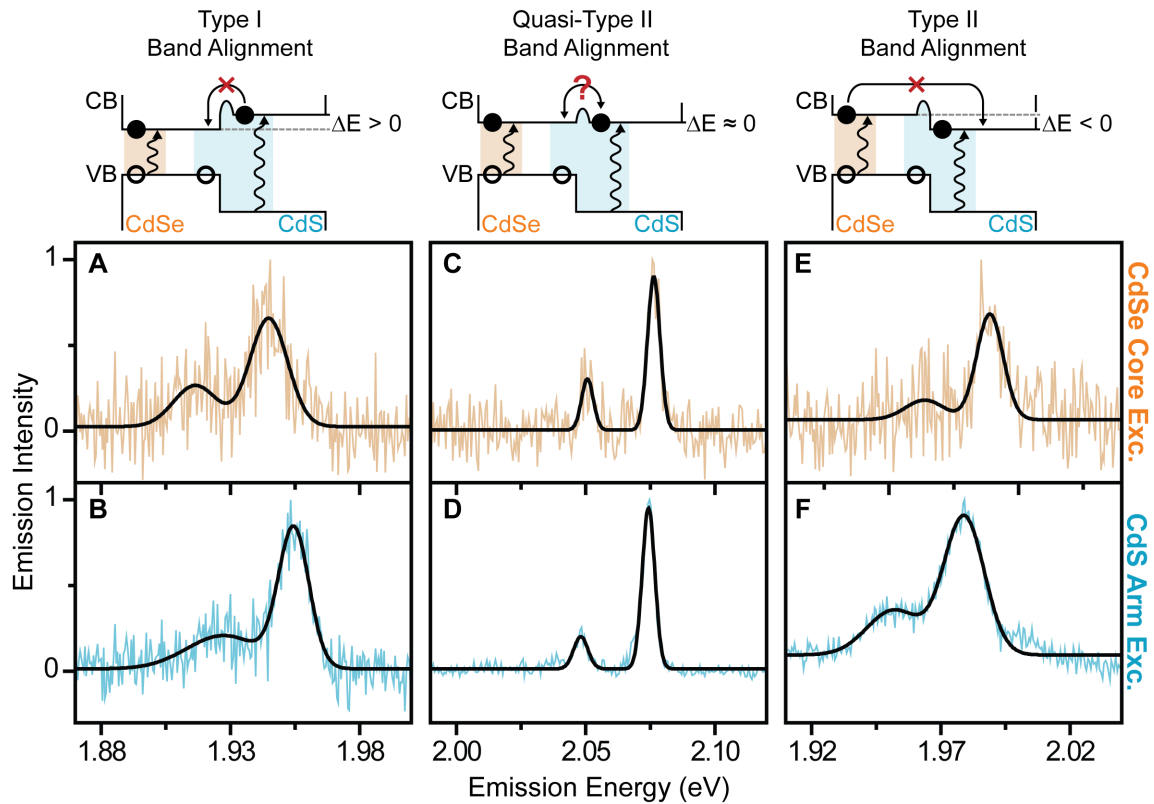 Type I
Band Alignment
Quasi-Type II
Band Alignment
Type II
Band Alignment
CB
VB
CdSe
CdS
ΔE > 0
CB
?
VB
CdSe
CdS
ΔE ≈ 0
CB
VB
CdSe
CdS
ΔE < 0
A
C
E
B
D
F
1
0
1
0
Emission Intensity
CdSe Core Exc.
CdS Arm Exc.
1.88 1.93 1.98
2.00 2.05 2.10
1.92 1.97 2.02
Emission Energy (eV)